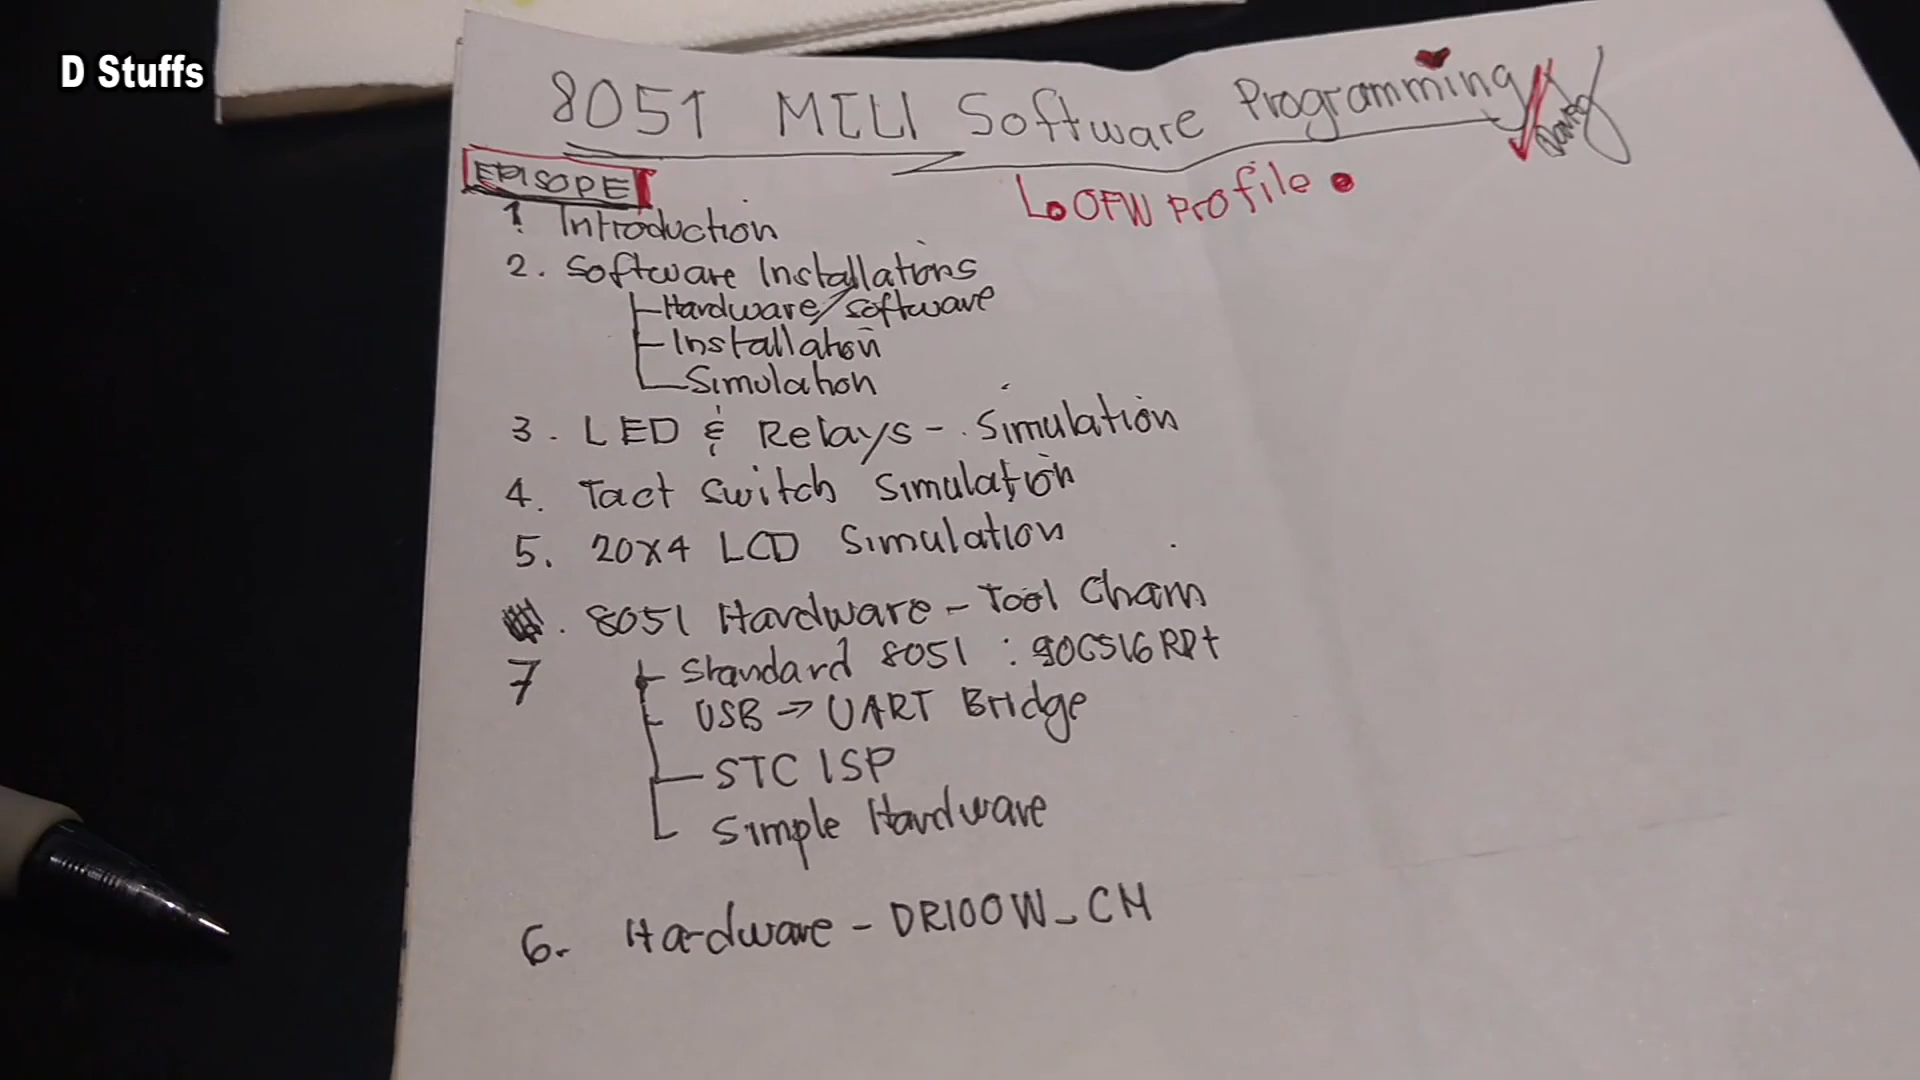 D Stuffs
8051 MCU Software Programming
EPISODE
↳ OFW Profile
1. Introduction
2. Software Installations
Hardware/software
Installation
Simulation
3. LED & Relays - Simulation
4. Tact Switch Simulation
5. 20x4 LCD Simulation
. 8051 Hardware - Tool Chain
7
Standard 8051 : 90C516RD+
USB → UART Bridge
STC ISP
Simple Hardware
6. Hardware - DR100W_CM